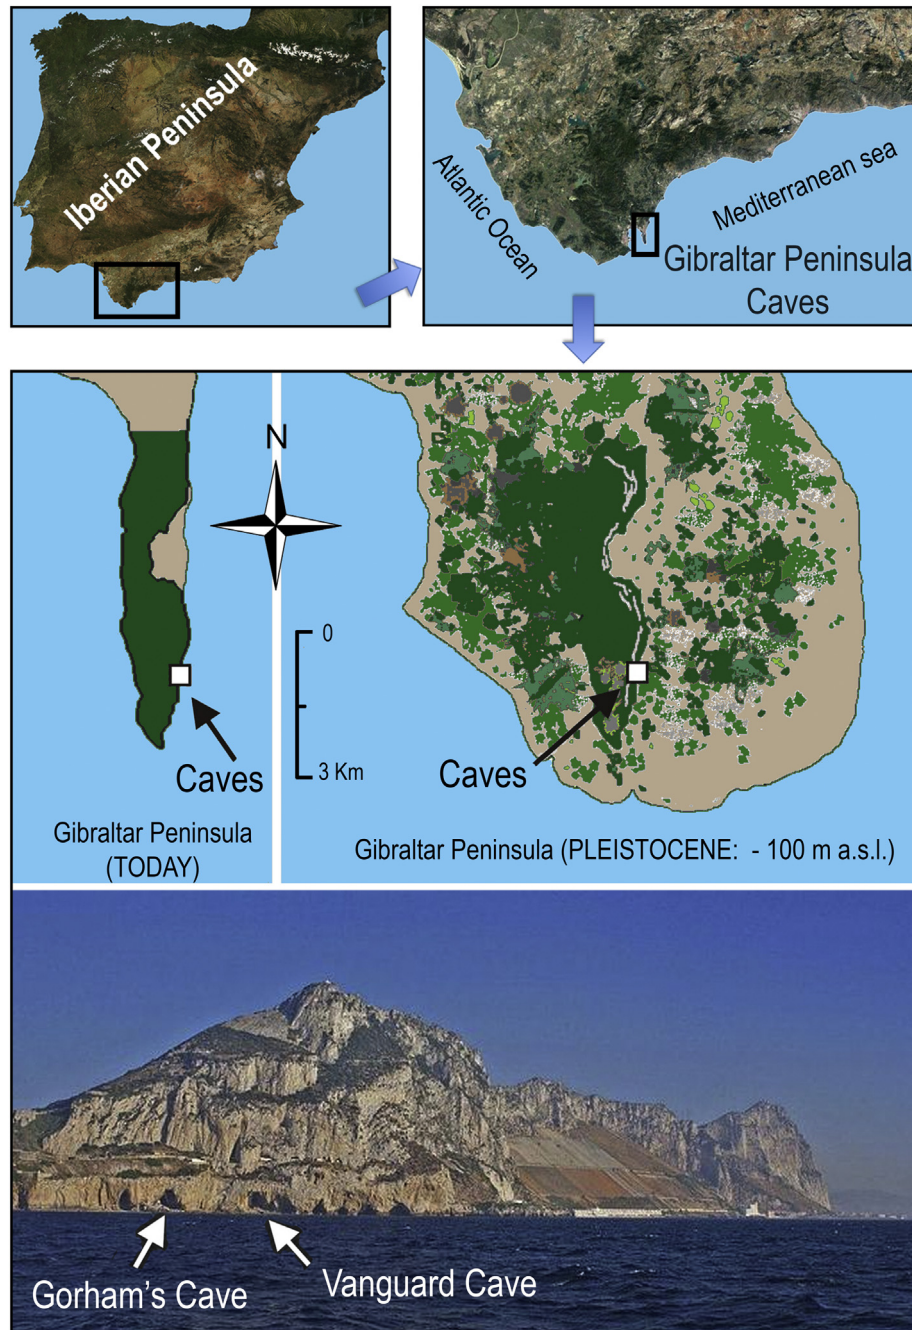 Iberian Peninsula
Atlantic Ocean
Mediterranean sea
Gibraltar Peninsula
Caves
N
0
3 Km
Caves
Gibraltar Peninsula
(TODAY)
Caves
Gibraltar Peninsula (PLEISTOCENE: - 100 m a.s.l.)
Gorham's Cave
Vanguard Cave